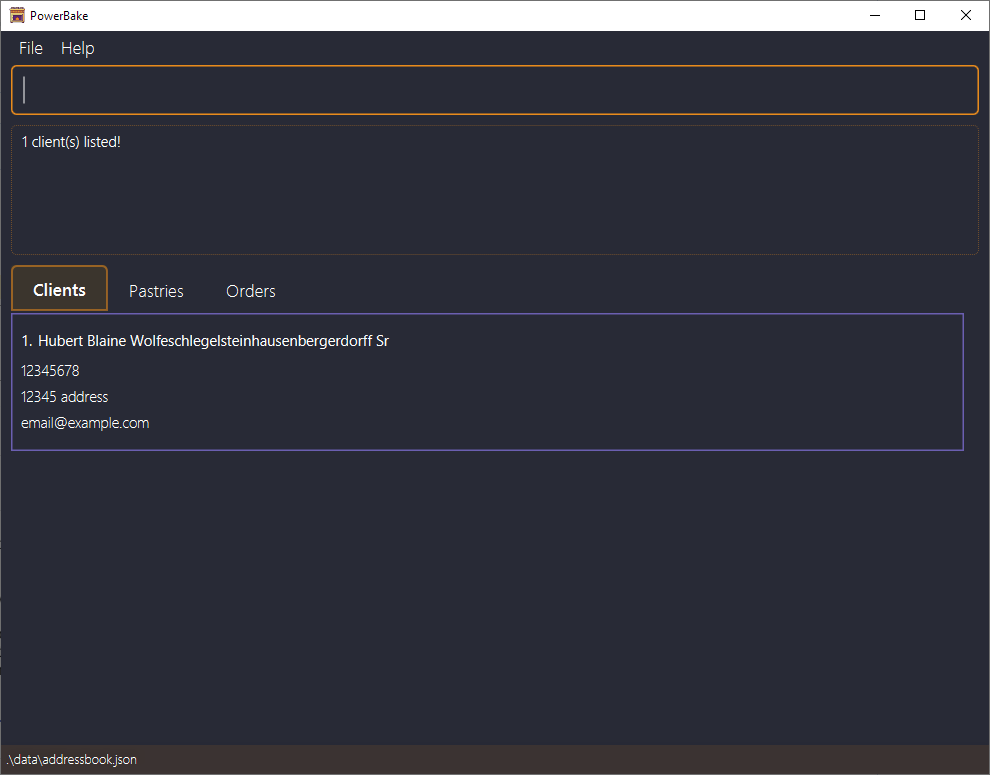 PowerBake
File Help
1 client(s) listed!
Clients Pastries Orders
1. Hubert Blaine Wolfeschlegelsteinhausenbergerdorff Sr
12345678
12345 address
email@example.com
.\data\addressbook.json